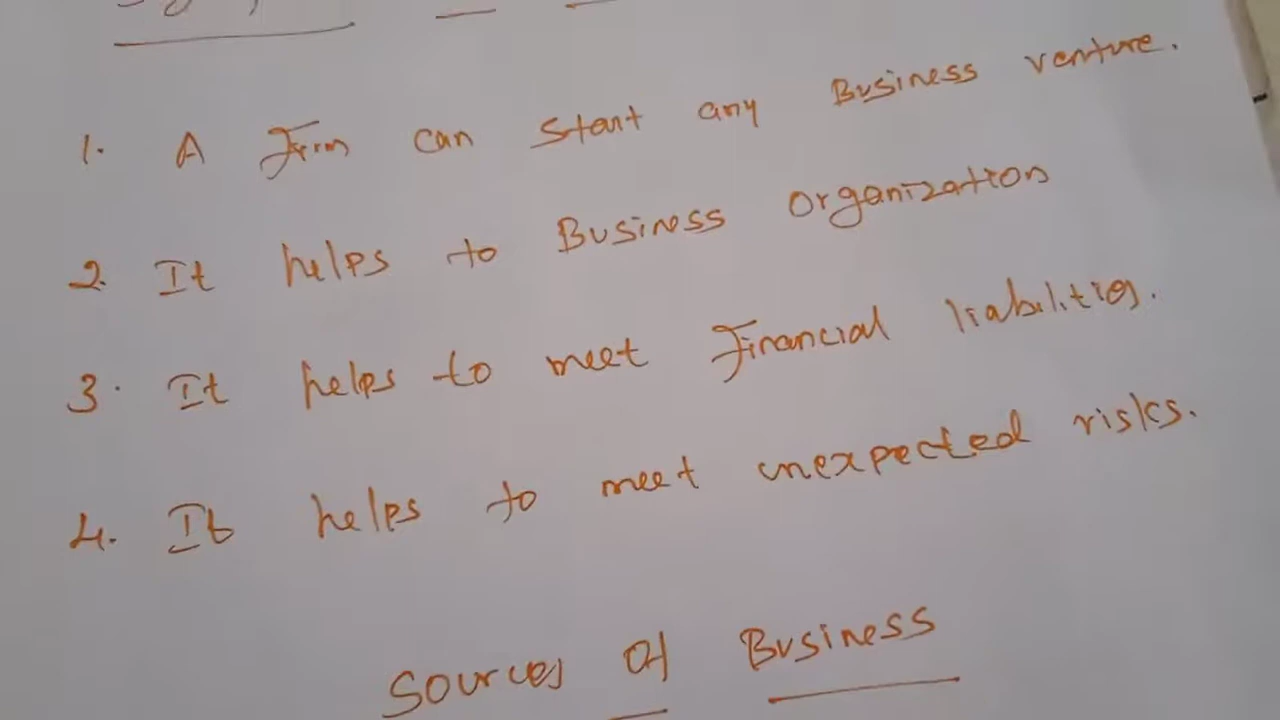 1. A Firm can start any Business venture.
2. It helps to Business organization
3. It helps to meet Financial liabilities.
4. It helps to meet unexpected risks.
Sources of Business